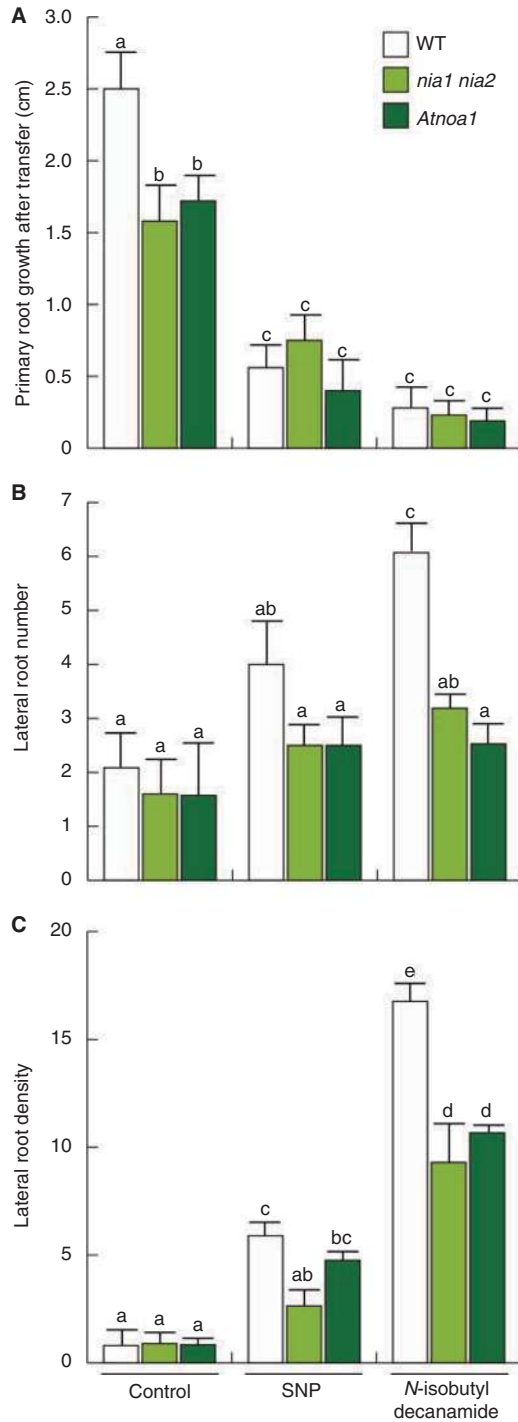 A
Primary root growth after transfer (cm)
3.0
2.5
2.0
1.5
1.0
0.5
0
WT
nia1 nia2
Atnoa1
a
b
b
c
c
c
c
c
c
B
Lateral root number
7
6
5
4
3
2
1
0
a
a
a
ab
a
a
c
ab
a
C
Lateral root density
20
15
10
5
0
a
a
a
c
ab
bc
e
d
d
Control
SNP
N-isobutyl
decanamide